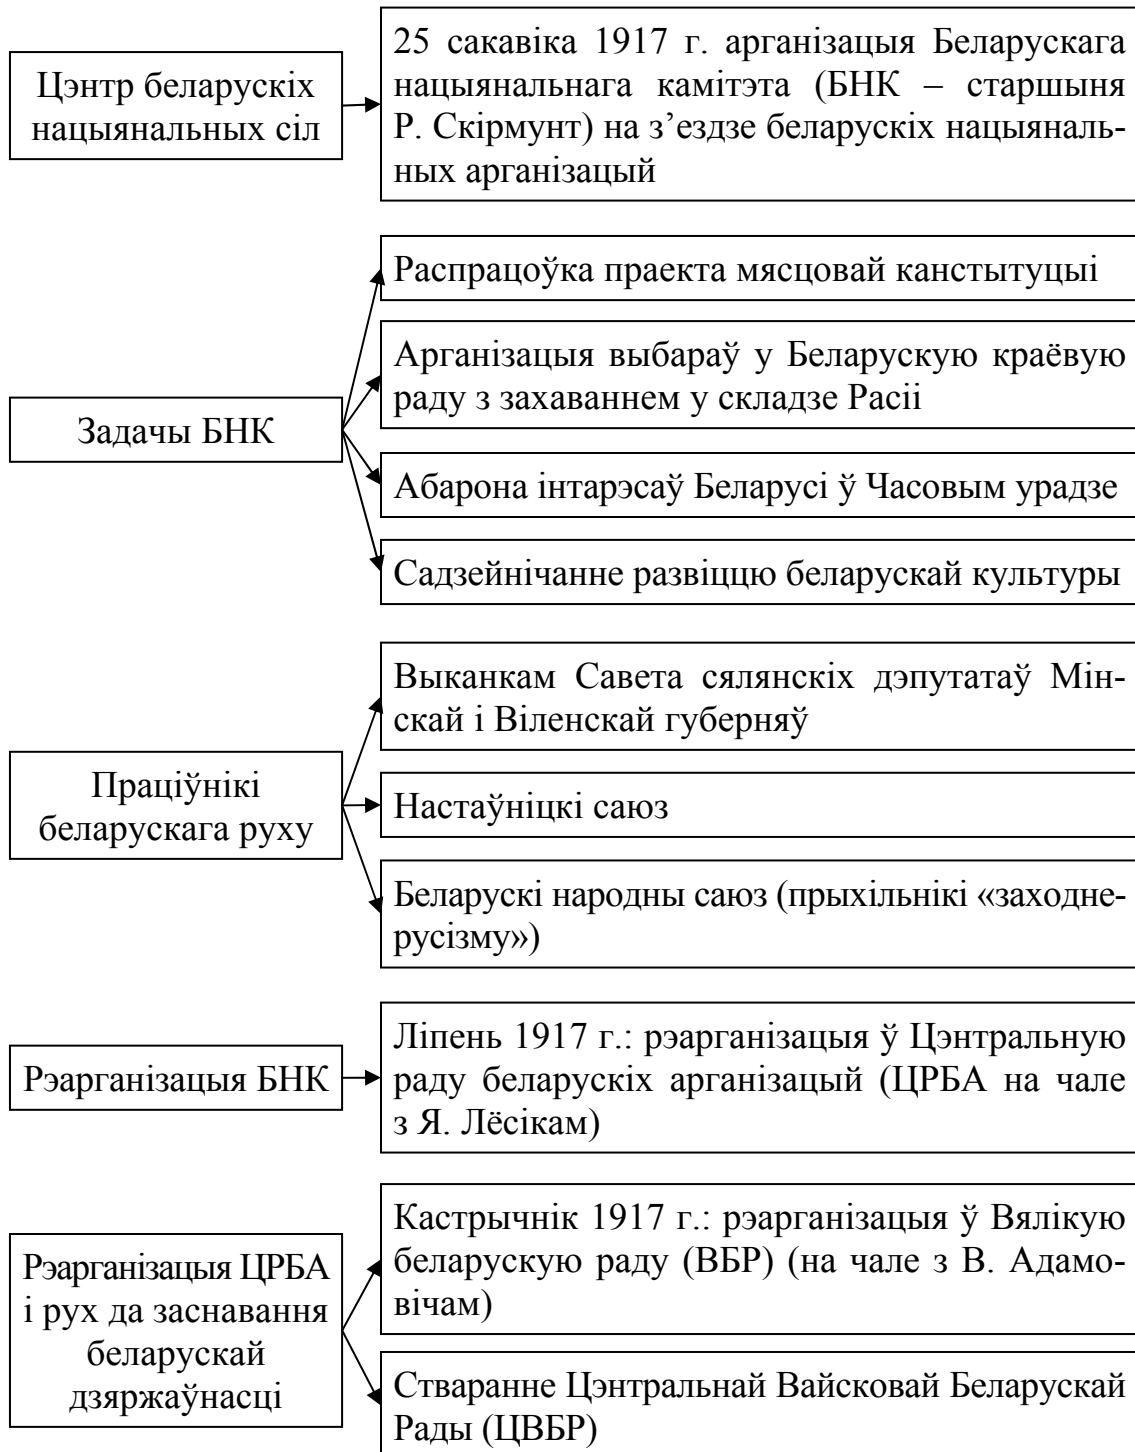 Цэнтр беларускіх
нацыянальных сіл
25 сакавіка 1917 г. арганізацыя Беларускага
нацыянальнага камітэта (БНК – старшыня
Р. Скірмунт) на з’ездзе беларускіх нацыяналь-
ных арганізацый
Задачы БНК
Распрацоўка праекта мясцовай канстытуцыі
Арганізацыя выбараў у Беларускую краёвую
раду з захаваннем у складзе Расіі
Абарона інтарэсаў Беларусі ў Часовым урадзе
Садзейнічанне развіццю беларускай культуры
Праціўнікі
беларускага руху
Выканкам Савета сялянскіх дэпутатаў Мін-
скай і Віленскай губерняў
Настаўніцкі саюз
Беларускі народны саюз (прыхільнікі «заходне-
русізму»)
Рэарганізацыя БНК
Ліпень 1917 г.: рэарганізацыя ў Цэнтральную
раду беларускіх арганізацый (ЦРБА на чале
з Я. Лёсікам)
Рэарганізацыя ЦРБА
і рух да заснавання
беларускай
дзяржаўнасці
Кастрычнік 1917 г.: рэарганізацыя ў Вялікую
беларускую раду (ВБР) (на чале з В. Адамо-
вічам)
Стварэнне Цэнтральнай Вайсковай Беларускай
Рады (ЦВБР)